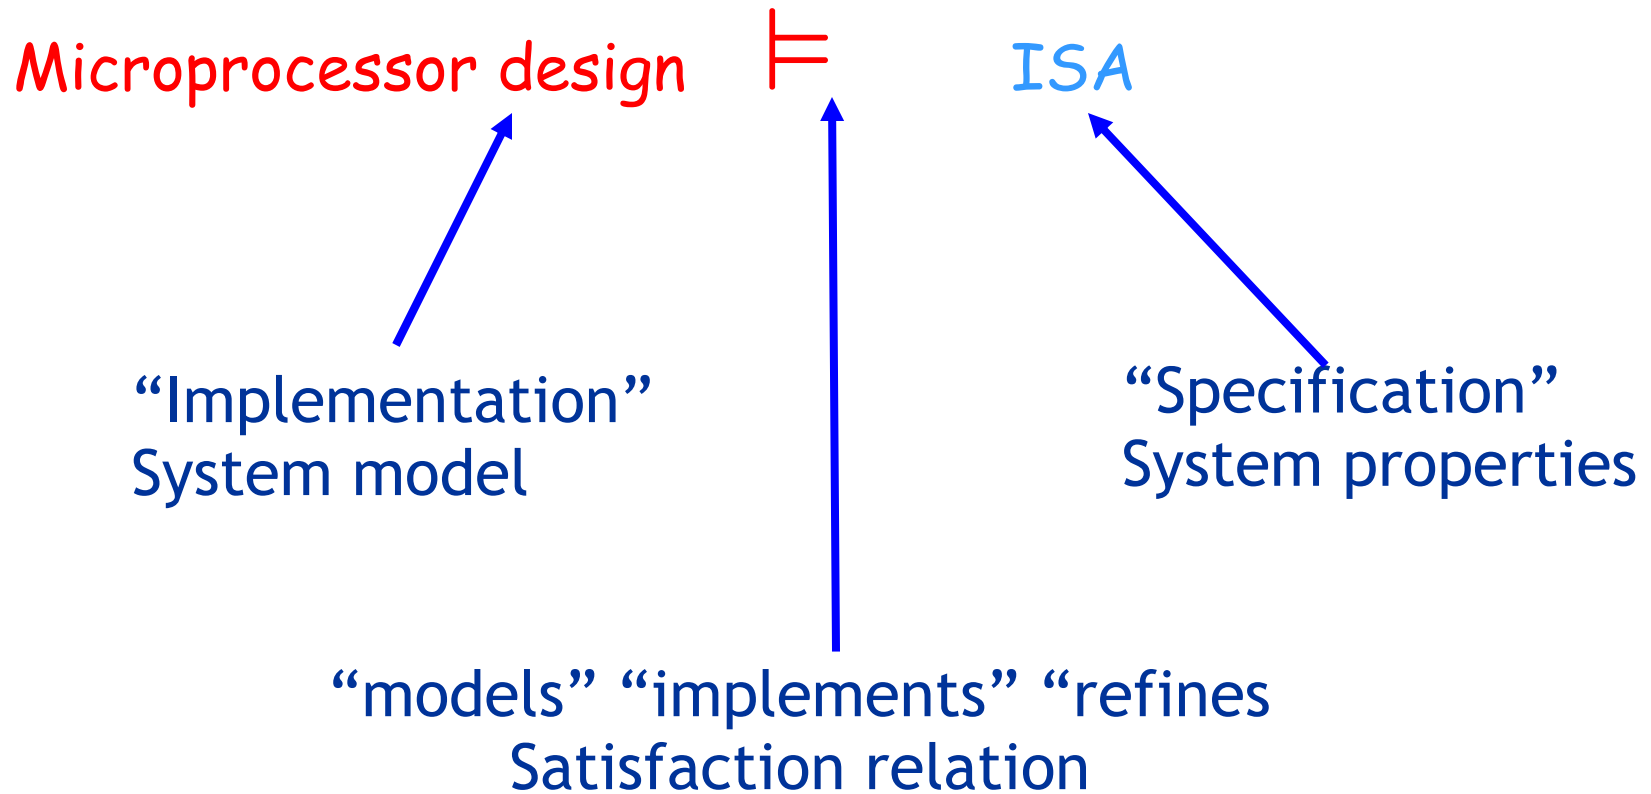 Microprocessor design ⊨ ISA
“Implementation”
System model
“Specification”
System properties
“models” “implements” “refines
Satisfaction relation